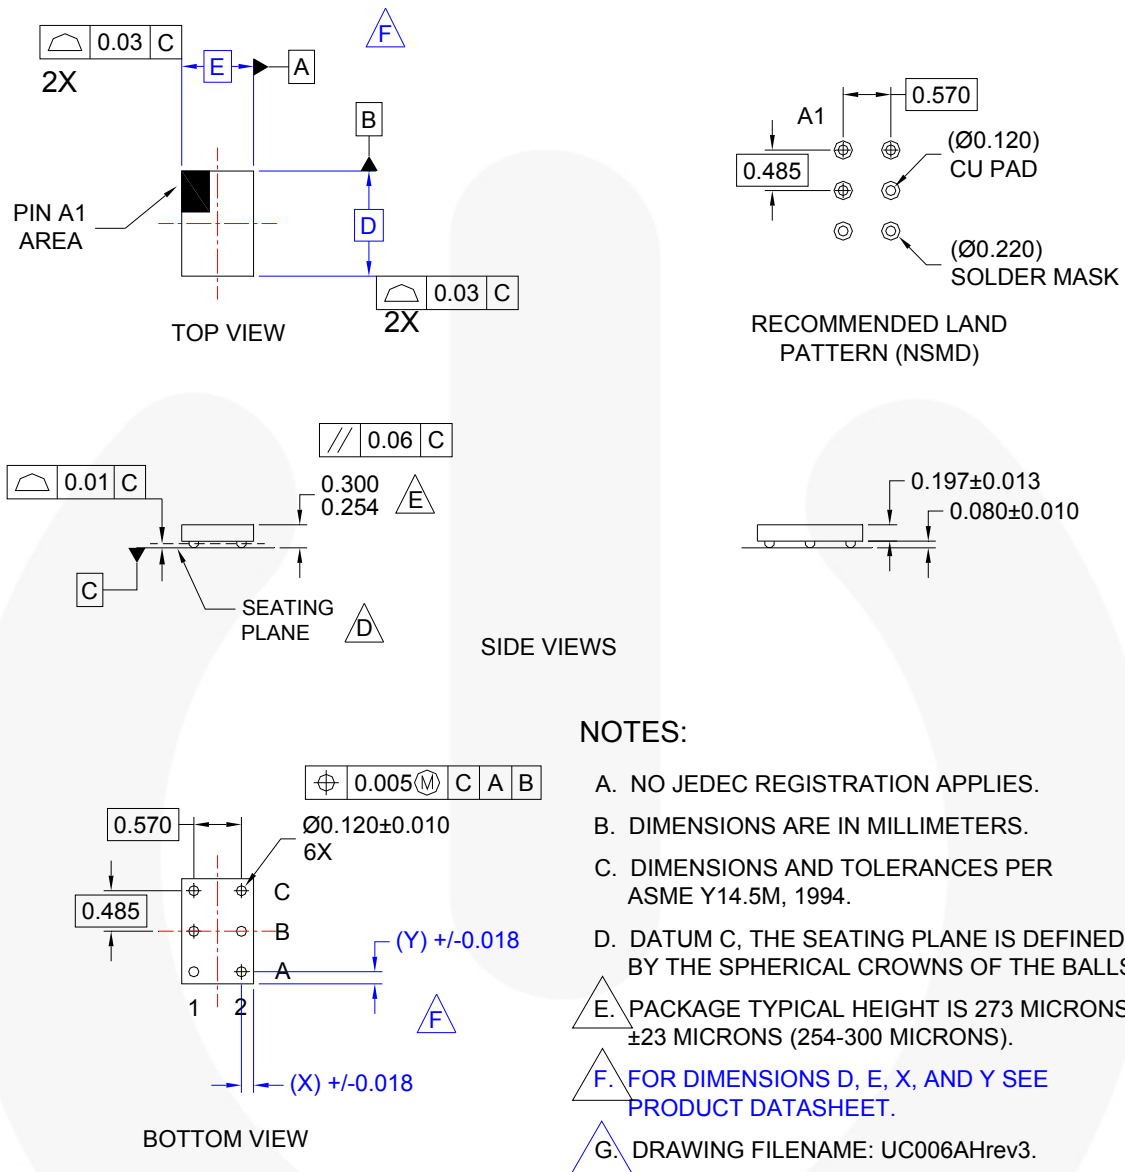 0.03 C
2X
E
A
F
B
D
PIN A1
AREA
0.03 C
2X
TOP VIEW
A1
0.570
0.485
(Ø0.120)
CU PAD
(Ø0.220)
SOLDER MASK
RECOMMENDED LAND
PATTERN (NSMD)
// 0.06 C
0.01 C
0.300
0.254
E
C
SEATING
PLANE
D
0.197±0.013
0.080±0.010
SIDE VIEWS
0.005 M C A B
0.570
Ø0.120±0.010
6X
0.485
C
B
A
1 2
(Y) +/-0.018
F
(X) +/-0.018
BOTTOM VIEW
NOTES:
A. NO JEDEC REGISTRATION APPLIES.
B. DIMENSIONS ARE IN MILLIMETERS.
C. DIMENSIONS AND TOLERANCES PER
ASME Y14.5M, 1994.
D. DATUM C, THE SEATING PLANE IS DEFINED
BY THE SPHERICAL CROWNS OF THE BALLS
E. PACKAGE TYPICAL HEIGHT IS 273 MICRONS
±23 MICRONS (254-300 MICRONS).
F. FOR DIMENSIONS D, E, X, AND Y SEE
PRODUCT DATASHEET.
G. DRAWING FILENAME: UC006AHrev3.